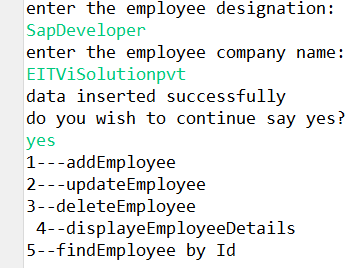 enter the employee designation:
SapDeveloper
enter the employee company name:
EITViSolutionpvt
data inserted successfully
do you wish to continue say yes?
yes
1---addEmployee
2---updateEmployee
3--deleteEmployee
4--displayeEmployeeDetails
5--findEmployee by Id